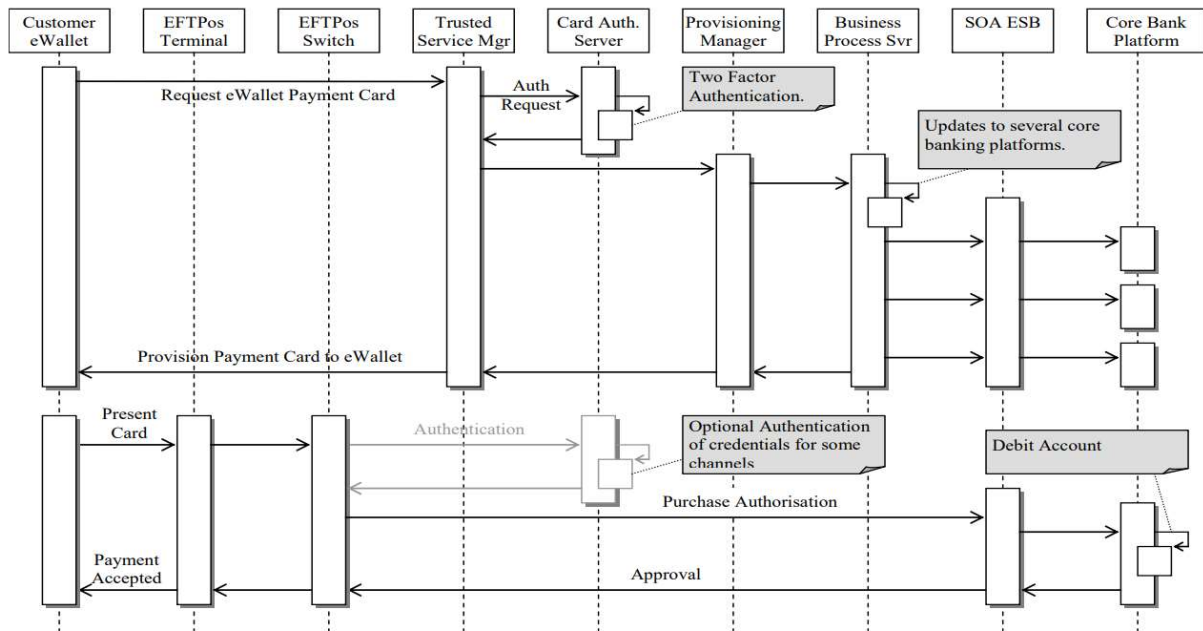 Customer
eWallet
EFTPos
Terminal
EFTPos
Switch
Trusted
Service Mgr
Card Auth.
Server
Provisioning
Manager
Business
Process Svr
SOA ESB
Core Bank
Platform
Request eWallet Payment Card
Auth
Request
Two Factor
Authentication.
Updates to several core
banking platforms.
Provision Payment Card to eWallet
Present
Card
Authentication
Optional Authentication
of credentials for some
channels
Debit Account
Purchase Authorisation
Payment
Accepted
Approval